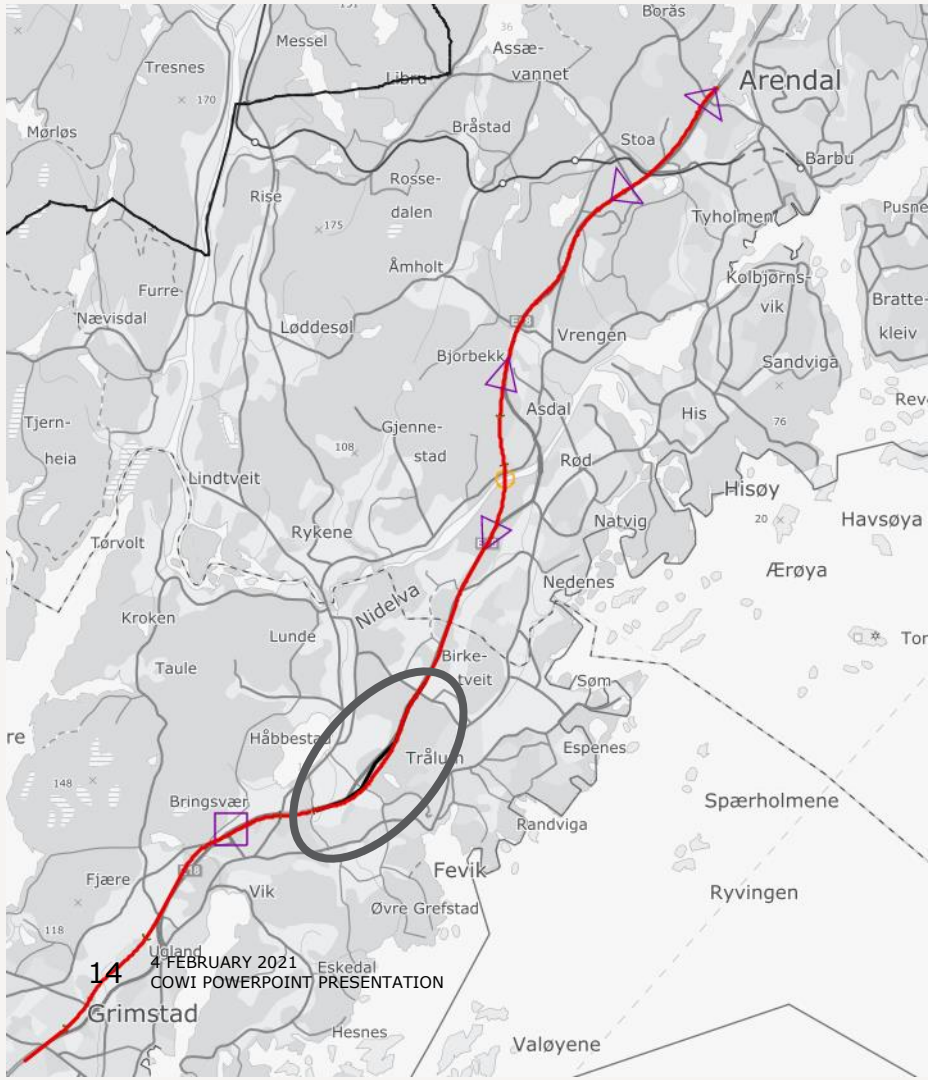 197
36
Borås
Messel
Assæ-
vannet
Tresnes
Libru
Arendal
170
Bråstad
Stoa
Mørløs
Barbu
Rise
Rosse-
dalen
Tyholmen
Pusne
175
Åmholt
Kolbjørns-
vik
Furre
Bratte-
kleiv
Nævisdal
Løddesøl
Vrengen
Bjorbekk
Sandviga
Asdal
His
Reve
Tjern-
heia
Gjenne-
stad
76
108
Rød
Lindtveit
Hisøy
Rykene
Natvig
20
Havsøya
Tørvolt
Nedenes
Ærøya
Nidelva
Kroken
Lunde
Tor
Taule
Birke-
tveit
Søm
re
Håbbestad
Trålum
Espenes
148
Bringsvær
Spærholmene
Randviga
Fevik
Fjære
Vik
Ryvingen
Øvre Grefstad
118
Ugland
14
4 FEBRUARY 2021
COWI POWERPOINT PRESENTATION
Eskedal
Grimstad
Hesnes
Valøyene